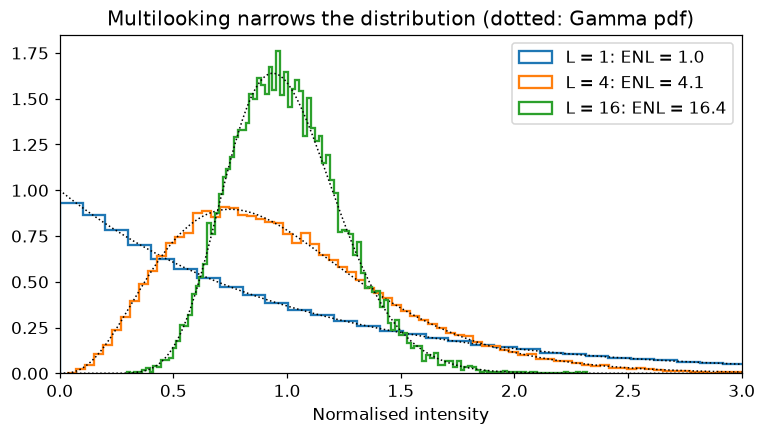 Multilooking narrows the distribution (dotted: Gamma pdf)
L = 1: ENL = 1.0
L = 4: ENL = 4.1
L = 16: ENL = 16.4
1.75
1.50
1.25
1.00
0.75
0.50
0.25
0.00
0.0 0.5 1.0 1.5 2.0 2.5 3.0
Normalised intensity